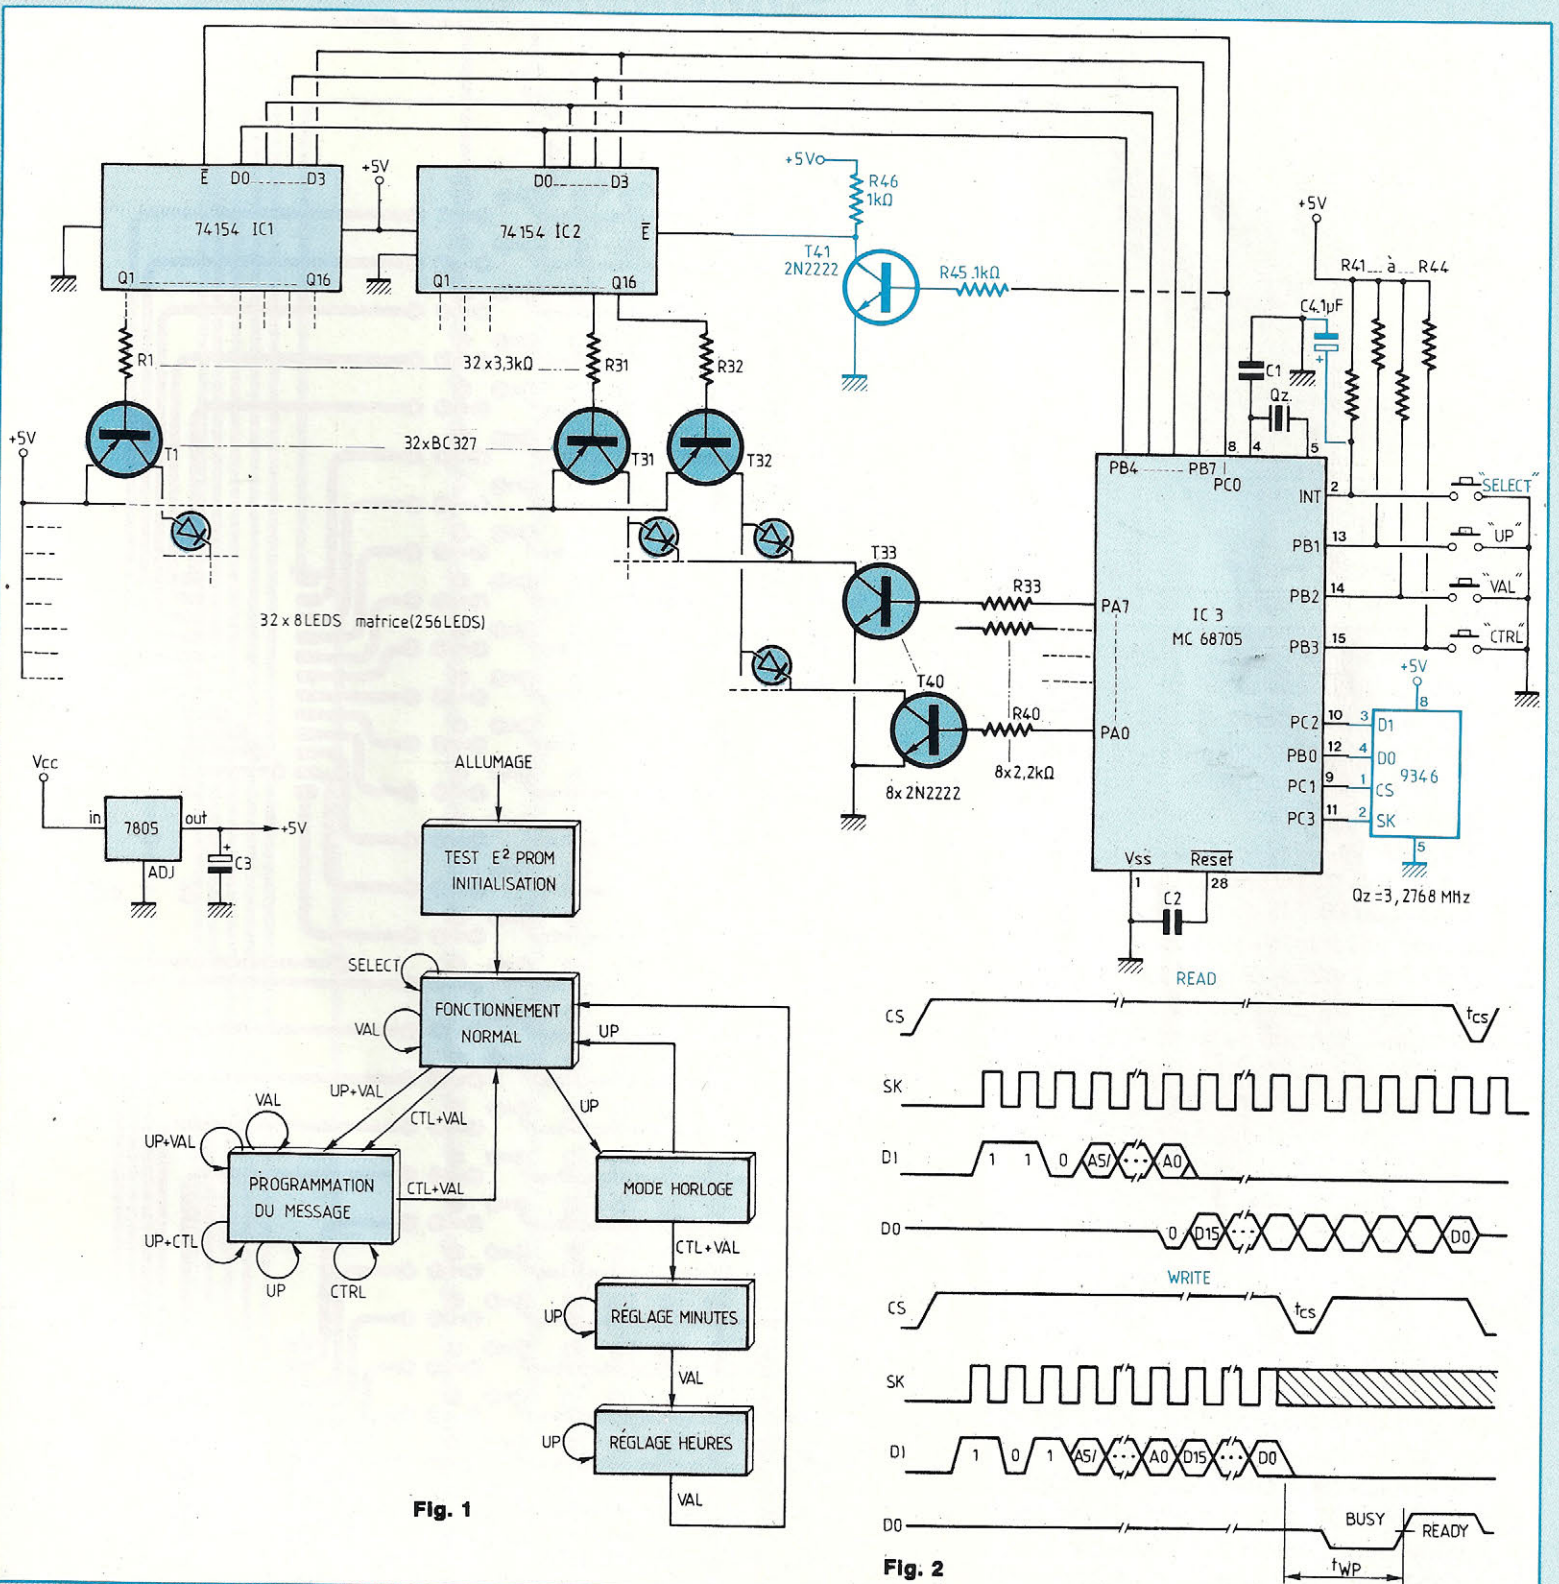 E̅ D0 D3
74154 IC1
Q1 Q16
+5V
D0 D3
74154 IC2 E̅
Q1 Q16
+5V
R46
1kΩ
T41
2N2222
R45.1kΩ
+5V
R41 à R44
C4.1µF
C1
Qz
R1
32x3,3kΩ
R31
R32
+5V
T1
32xBC327
T31
T32
32 x 8 LEDS matrice (256 LEDS)
T33
R33
T40
R40
8x2N2222
8x2,2kΩ
PB4 PB7
8 4 5
PC0
INT 2
"SELECT"
PB1 13
"UP"
PB2 14
"VAL"
PB3 15
"CTRL"
PA7
PA0
IC 3
MC 68705
PC2 10 3 D1
PB0 12 4 D0
PC1 9 1 CS
PC3 11 2 SK
+5V
8
9346
5
Vss Reset
1 28
C2
Qz=3,2768 MHz
Vcc
in 7805 out
+5V
ADJ
C3
ALLUMAGE
TEST E² PROM
INITIALISATION
SELECT
FONCTIONNEMENT
NORMAL
VAL
UP
UP+VAL
CTL+VAL
UP
VAL
UP+VAL
PROGRAMMATION
DU MESSAGE
CTL+VAL
UP+CTL
UP
CTRL
MODE HORLOGE
CTL+VAL
UP
RÉGLAGE MINUTES
VAL
UP
RÉGLAGE HEURES
VAL
Fig. 1
READ
CS tCS
SK
D1 1 1 0 A5/ ... A0
D0 0 D15 ... D0
WRITE
CS tCS
SK
D1 1 0 1 A5/ ... A0 D15 ... D0
D0 BUSY READY
tWP
Fig. 2